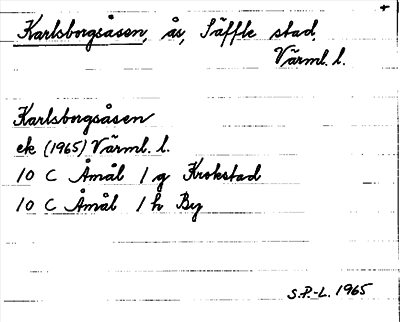 +
Karlsborgsåsen, ås, Säffle stad,
Värml. l.
Karlsborgsåsen
ek (1965) Värml. l.
10 C Åmål 1 g Krokstad
10 C Åmål 1 h By
S.P.-L. 1965